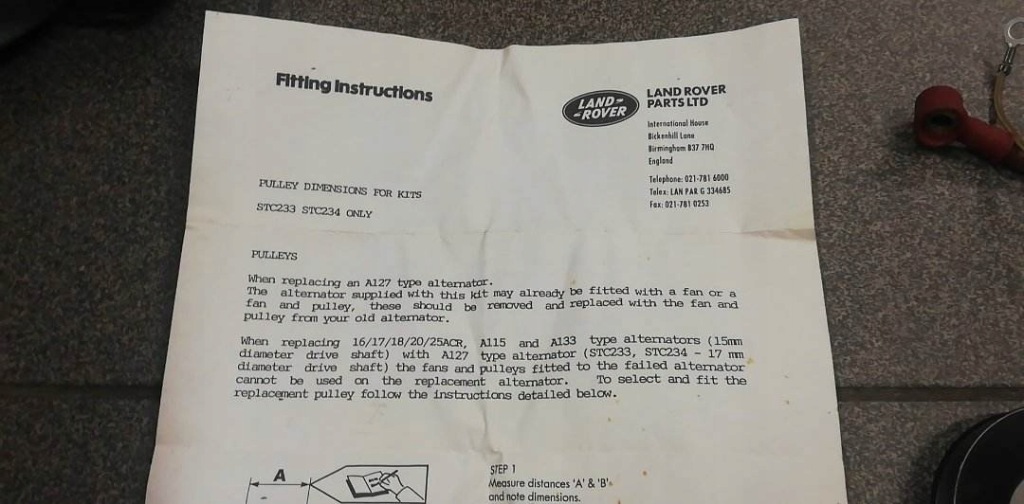 Fitting Instructions
LAND-
-ROVER
LAND ROVER
PARTS LTD
International House
Bickenhill Lane
Birmingham B37 7HQ
England
Telephone: 021-781 6000
Telex: LAN PAR G 334685
Fax: 021-781 0253
PULLEY DIMENSIONS FOR KITS
STC233 STC234 ONLY
PULLEYS
When replacing an A127 type alternator.
The alternator supplied with this kit may already be fitted with a fan or a
fan and pulley, these should be removed and replaced with the fan and
pulley from your old alternator.
When replacing 16/17/18/20/25ACR, A115 and A133 type alternators (15mm
diameter drive shaft) with A127 type alternator (STC233, STC234 - 17 mm
diameter drive shaft) the fans and pulleys fitted to the failed alternator
cannot be used on the replacement alternator. To select and fit the
replacement pulley follow the instructions detailed below.
A
STEP 1
Measure distances 'A' & 'B'
and note dimensions.